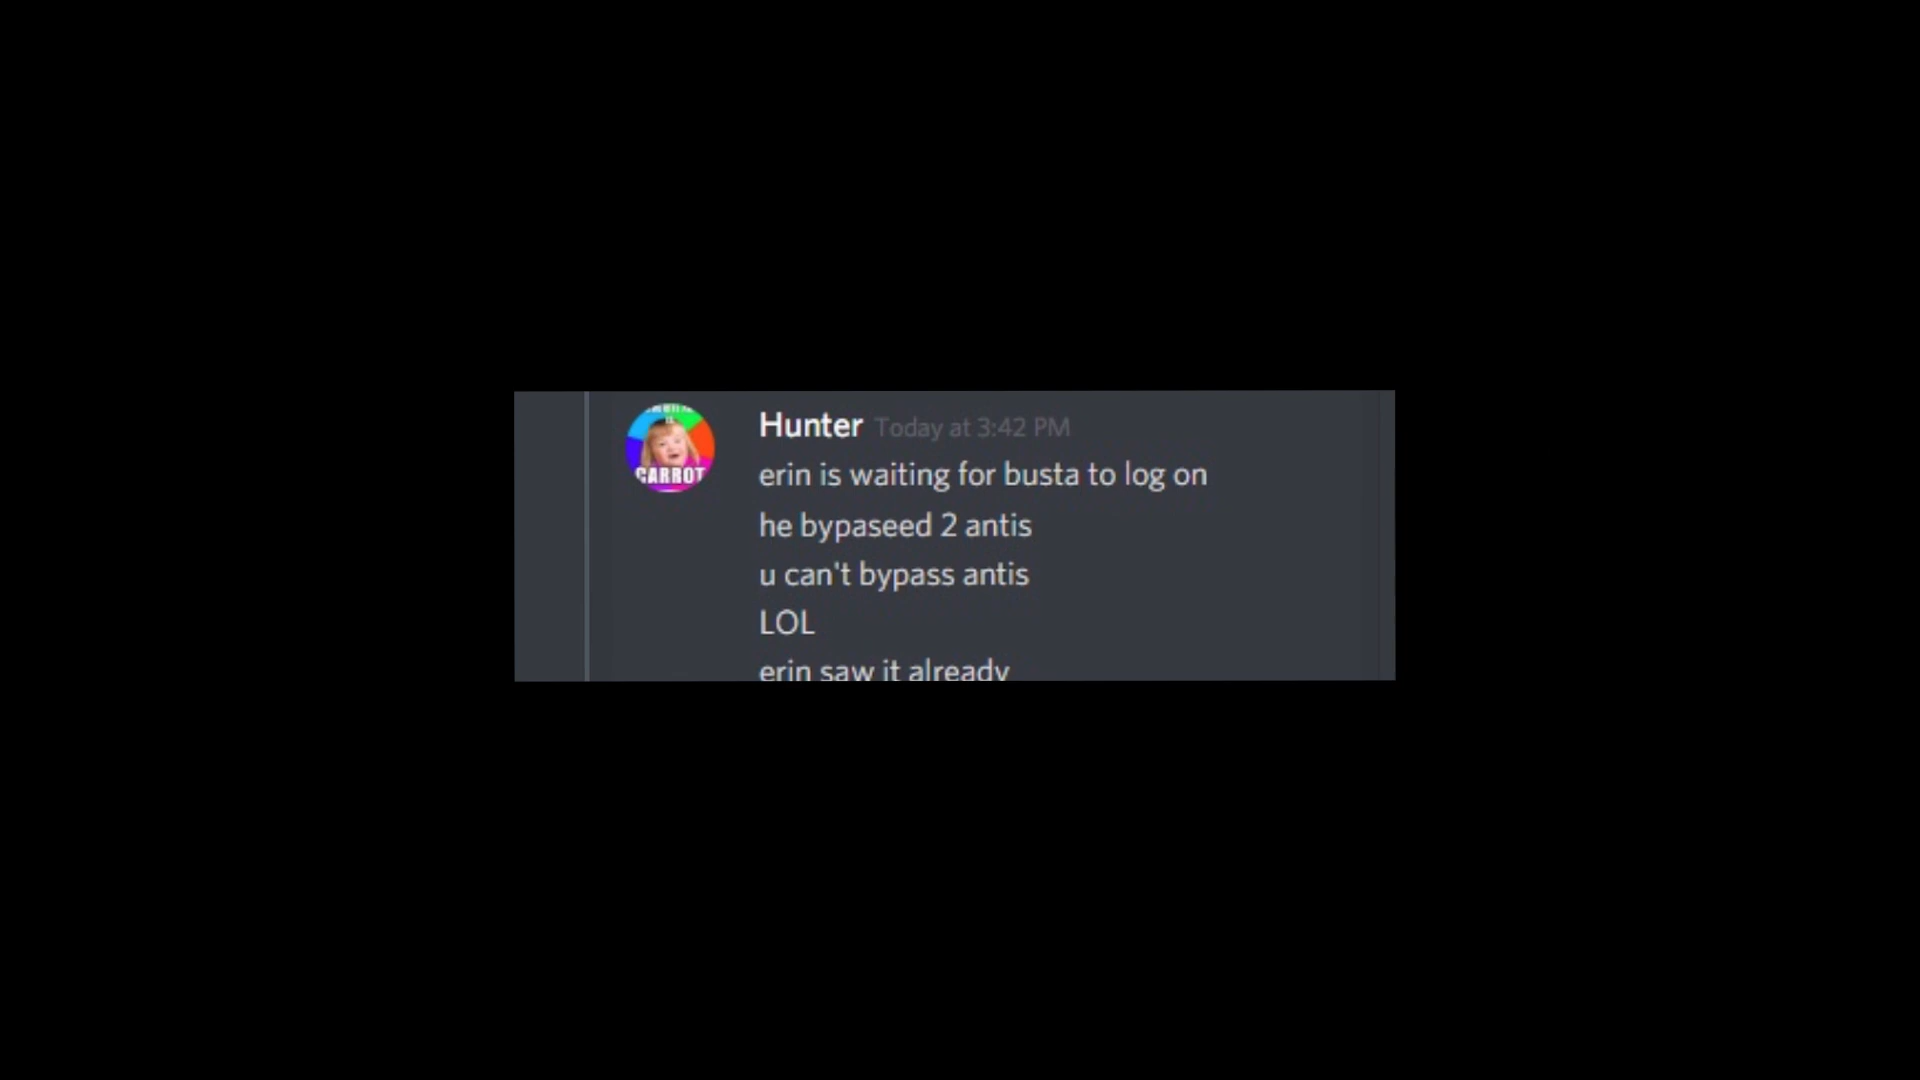 CARROT
Hunter Today at 3:42 PM
erin is waiting for busta to log on
he bypaseed 2 antis
u can't bypass antis
LOL
erin saw it already